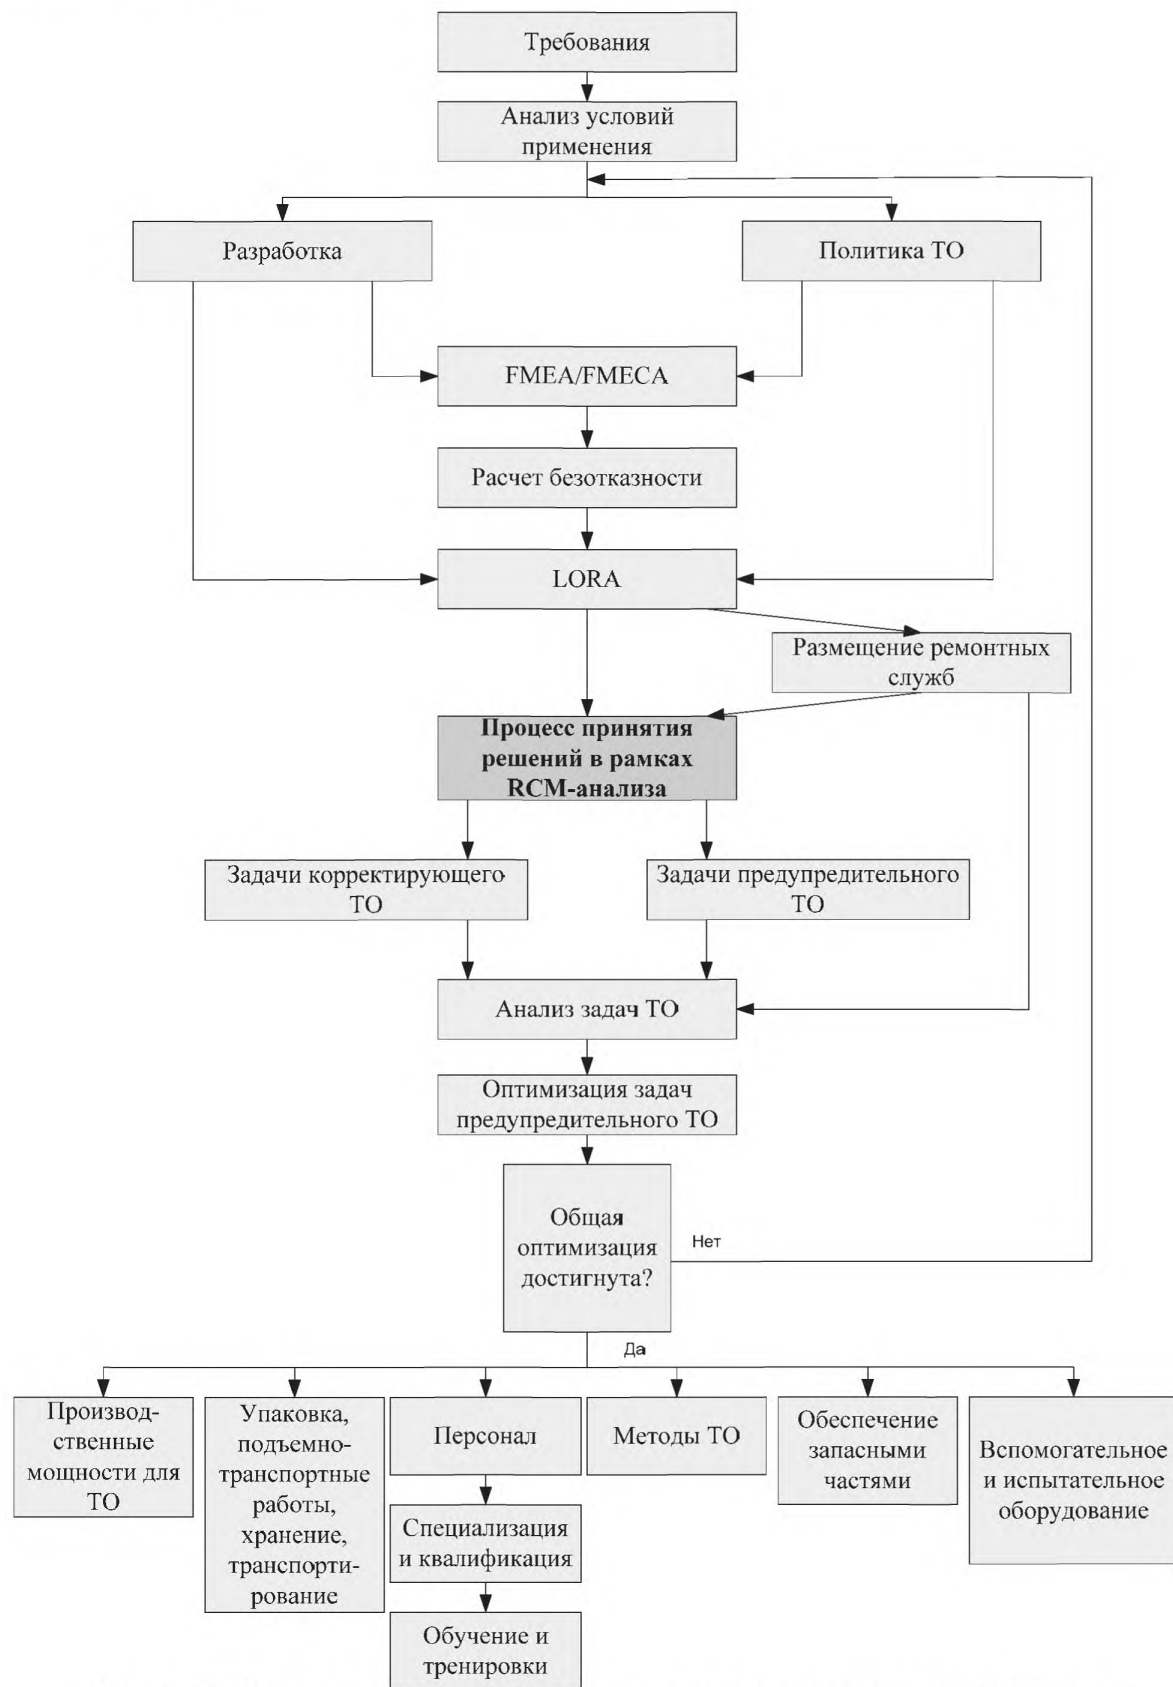 Требования
Анализ условий
применения
Разработка
Политика ТО
FMEA/FMECA
Расчет безотказности
LORA
Размещение ремонтных
служб
Процесс принятия
решений в рамках
RCM-анализа
Задачи корректирующего
ТО
Задачи предупредительного
ТО
Анализ задач ТО
Оптимизация задач
предупредительного ТО
Общая
оптимизация
достигнута?
Нет
Да
Производ-
ственные
мощности для
ТО
Упаковка,
подъемно-
транспортные
работы,
хранение,
транспорти-
рование
Персонал
Специализация
и квалификация
Обучение и
тренировки
Методы ТО
Обеспечение
запасными
частями
Вспомогательное
и испытательное
оборудование